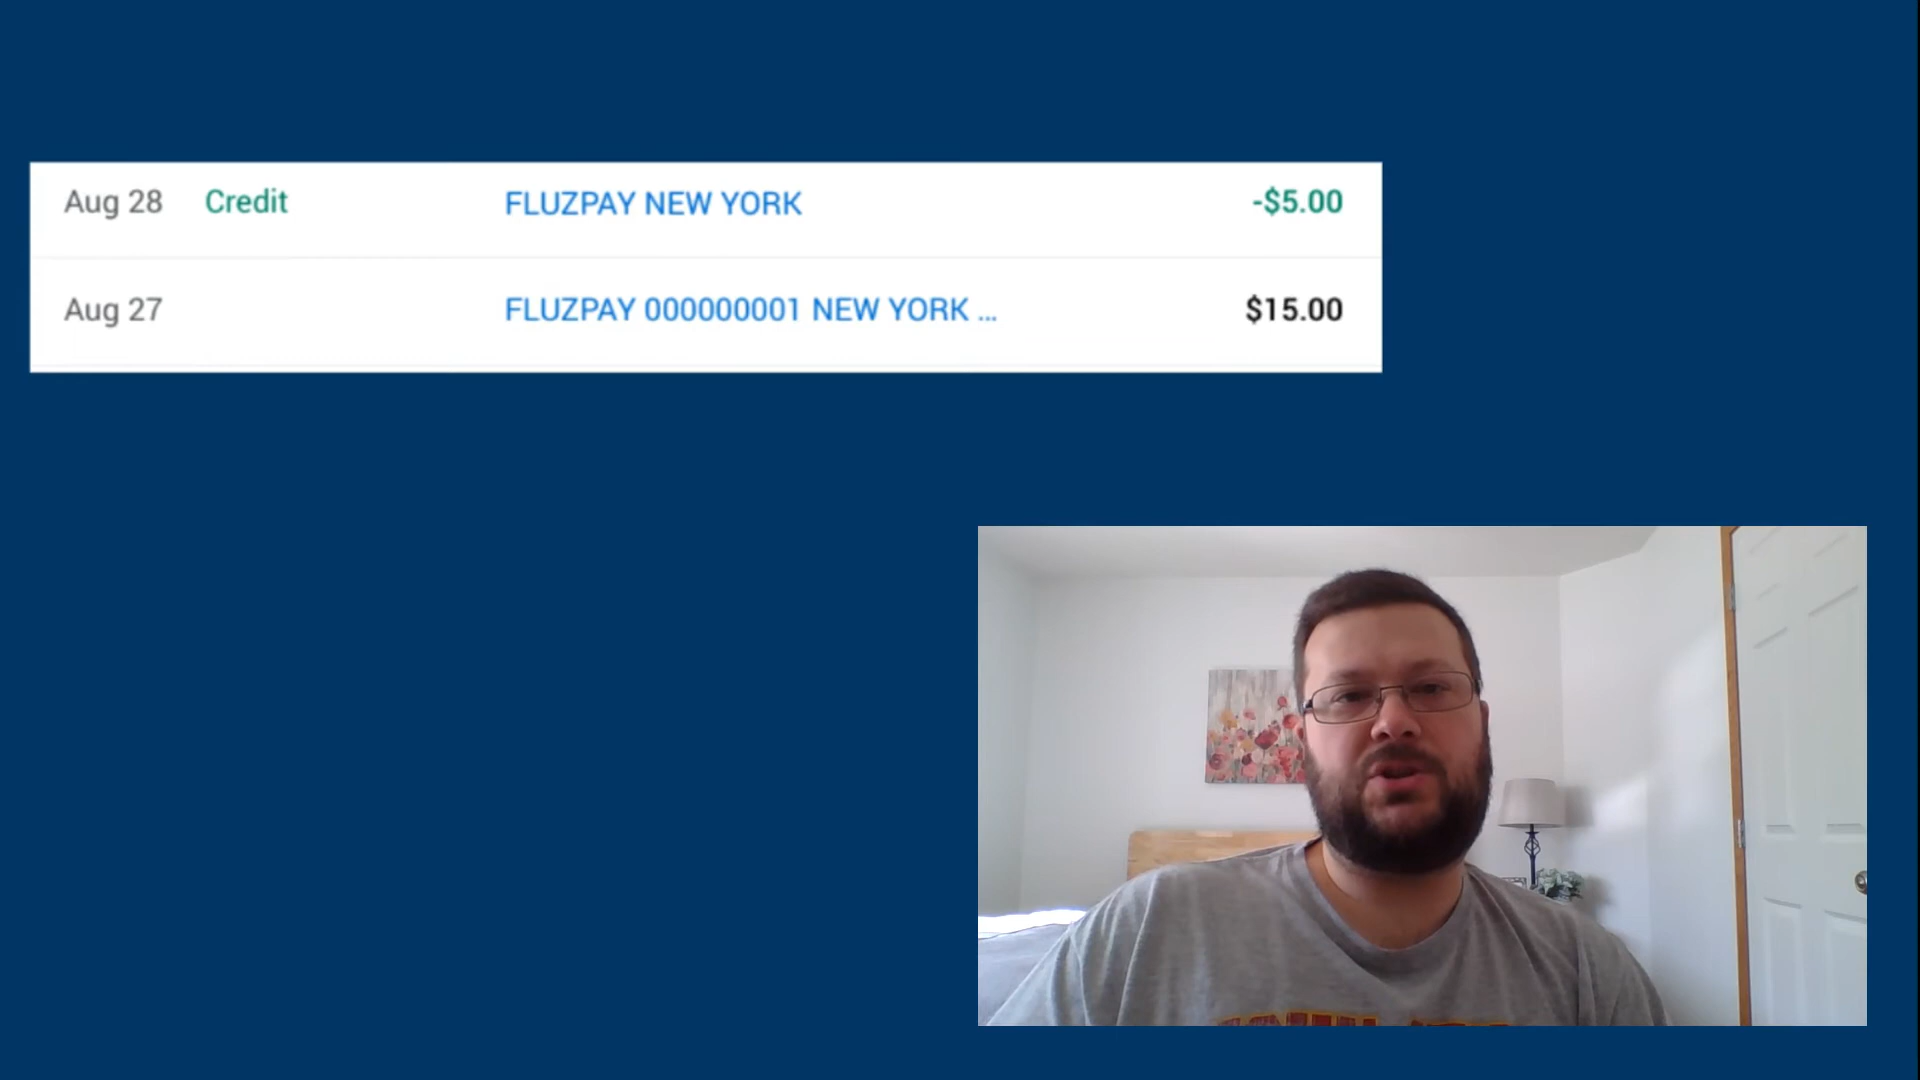 Aug 28 Credit FLUZPAY NEW YORK -$5.00
Aug 27 FLUZPAY 000000001 NEW YORK ... $15.00